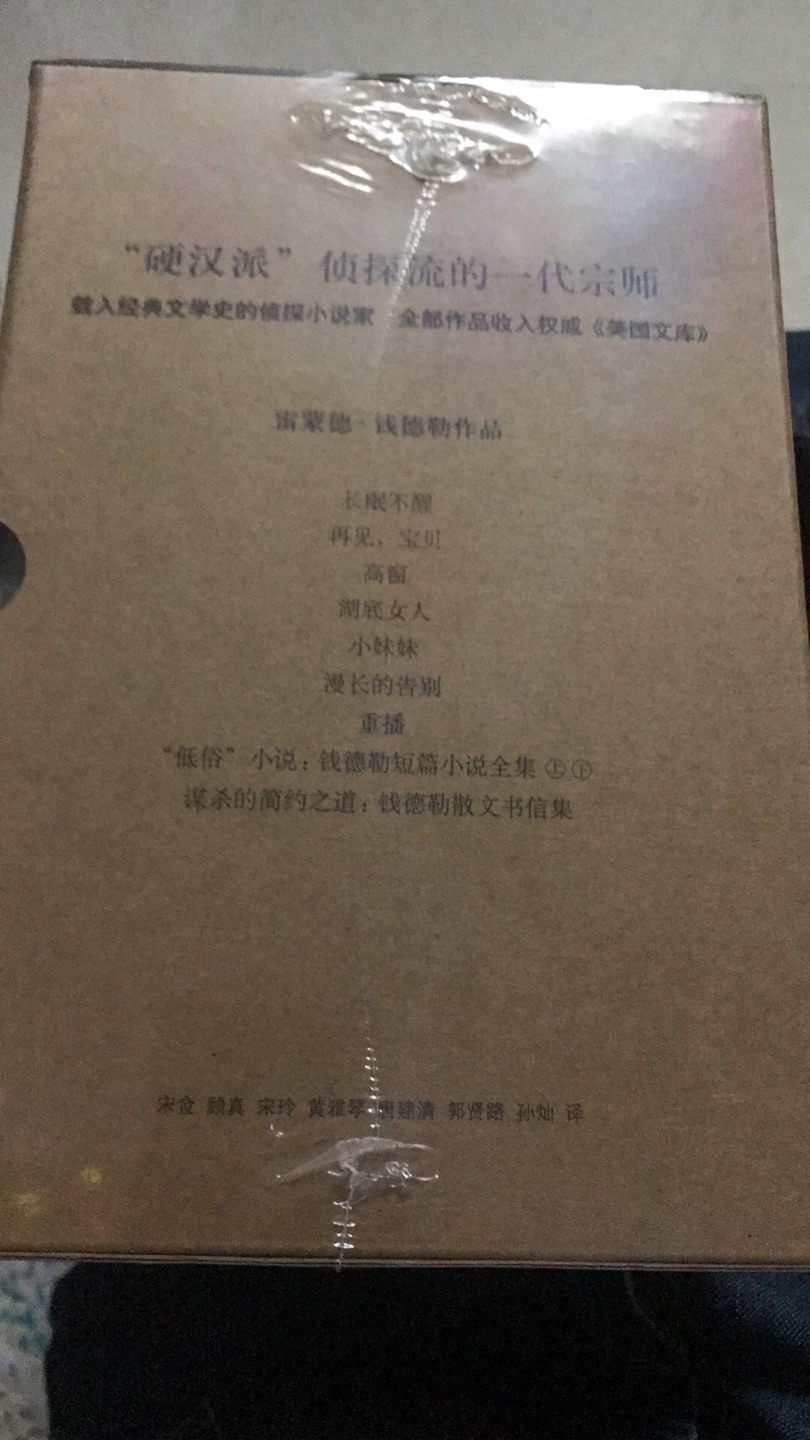 “硬汉派”侦探流的一代宗师
载入经典文学史的侦探小说家 全部作品收入权威《美国文库》
雷蒙德·钱德勒作品
长眠不醒
再见，宝贝
高窗
湖底女人
小妹妹
漫长的告别
重播
“低俗”小说：钱德勒短篇小说全集 ㊤㊦
谋杀的简约之道：钱德勒散文书信集
宋佥 顾真 宋玲 黄雅琴 唐建清 郭贤路 孙灿 译